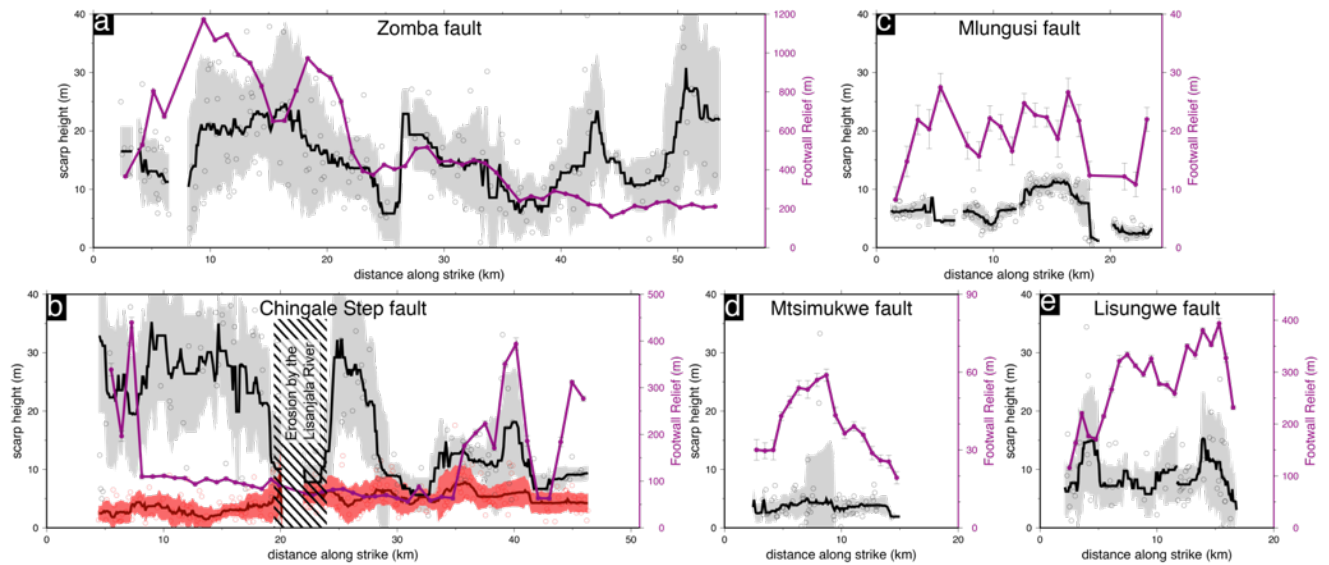 a
Zomba fault
scarp height (m)
40
30
20
10
0
0
10
20
30
40
50
distance along strike (km)
1200
1000
800
600
400
200
0
Footwall Relief (m)
c
Mlungusi fault
scarp height (m)
40
30
20
10
0
0
10
20
distance along strike (km)
40
30
20
10
0
Footwall Relief (m)
b
Chingale Step fault
Erosion by the
Lisanjala River
scarp height (m)
40
30
20
10
0
0
10
20
30
40
50
distance along strike (km)
500
400
300
200
100
0
Footwall Relief (m)
d
Mtsimukwe fault
scarp height (m)
40
30
20
10
0
0
10
20
distance along strike (km)
90
60
30
0
Footwall Relief (m)
e
Lisungwe fault
scarp height (m)
40
30
20
10
0
0
10
20
distance along strike (km)
400
300
200
100
0
Footwall Relief (m)